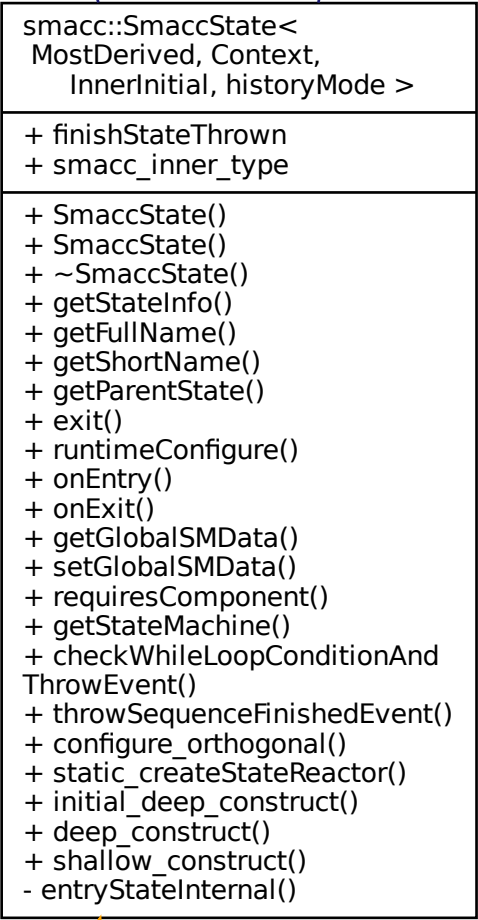 smacc::SmaccState<
MostDerived, Context,
InnerInitial, historyMode >
+ finishStateThrown
+ smacc_inner_type
+ SmaccState()
+ SmaccState()
+ ~SmaccState()
+ getStateInfo()
+ getFullName()
+ getShortName()
+ getParentState()
+ exit()
+ runtimeConfigure()
+ onEntry()
+ onExit()
+ getGlobalSMData()
+ setGlobalSMData()
+ requiresComponent()
+ getStateMachine()
+ checkWhileLoopConditionAnd
ThrowEvent()
+ throwSequenceFinishedEvent()
+ configure_orthogonal()
+ static_createStateReactor()
+ initial_deep_construct()
+ deep_construct()
+ shallow_construct()
- entryStateInternal()